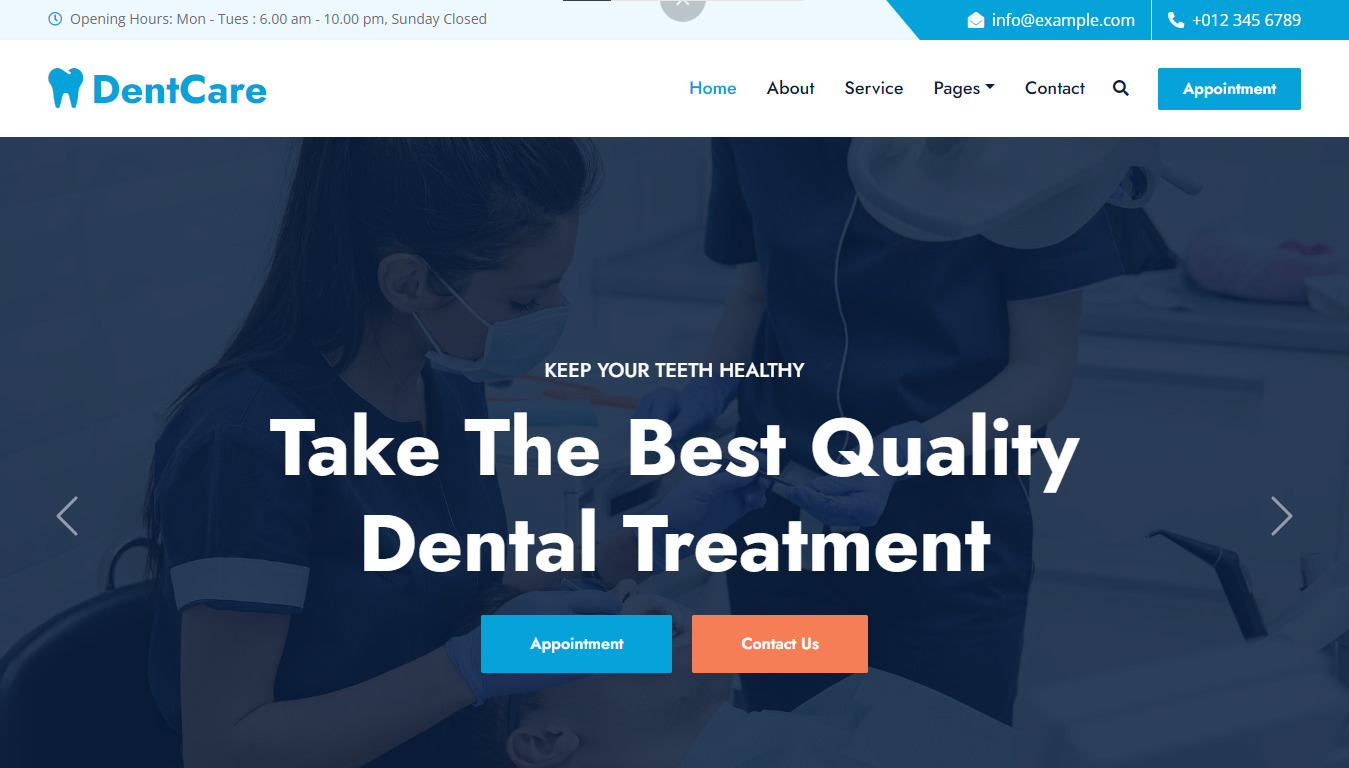 Opening Hours: Mon - Tues : 6.00 am - 10.00 pm, Sunday Closed
info@example.com
+012 345 6789
DentCare
Home
About
Service
Pages
Contact
Appointment
KEEP YOUR TEETH HEALTHY
Take The Best Quality
Dental Treatment
Appointment
Contact Us